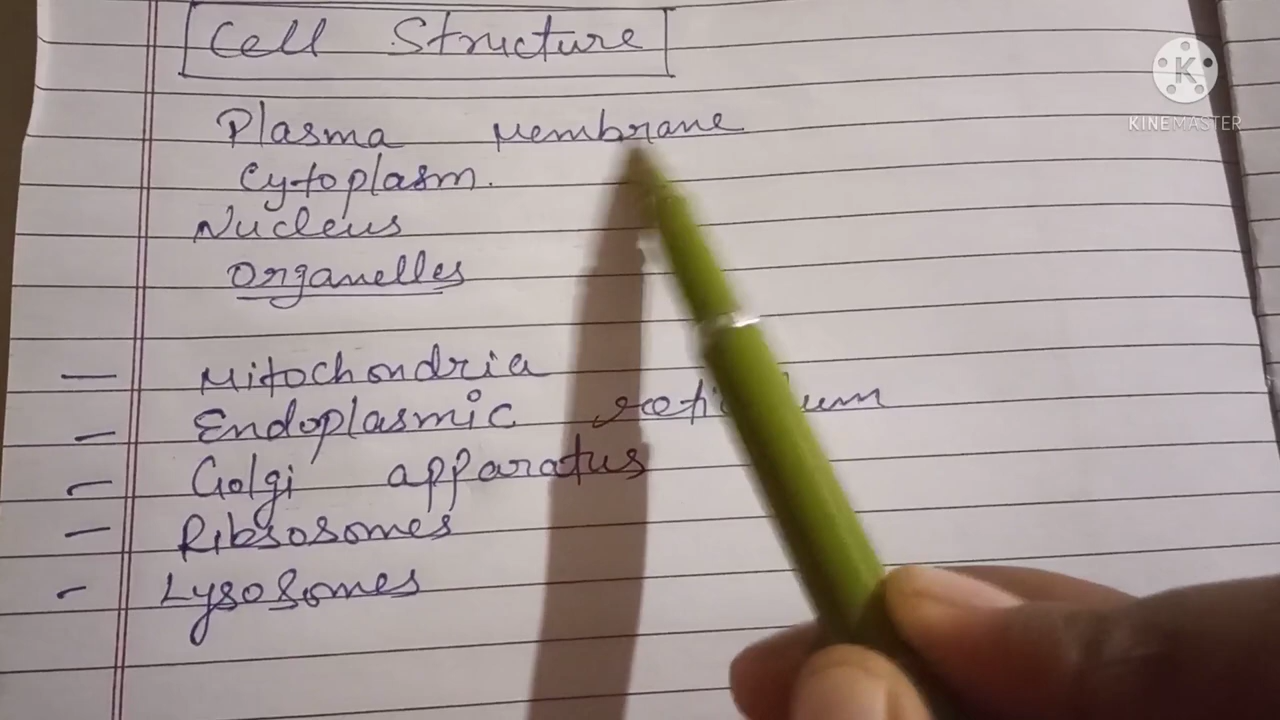 Cell Structure
Plasma Membrane
Cytoplasm.
Nucleus
Organelles
— Mitochondria
— Endoplasmic
— Golgi apparatus
— Ribsosomes
- Lysosomes
K
KINEMASTER